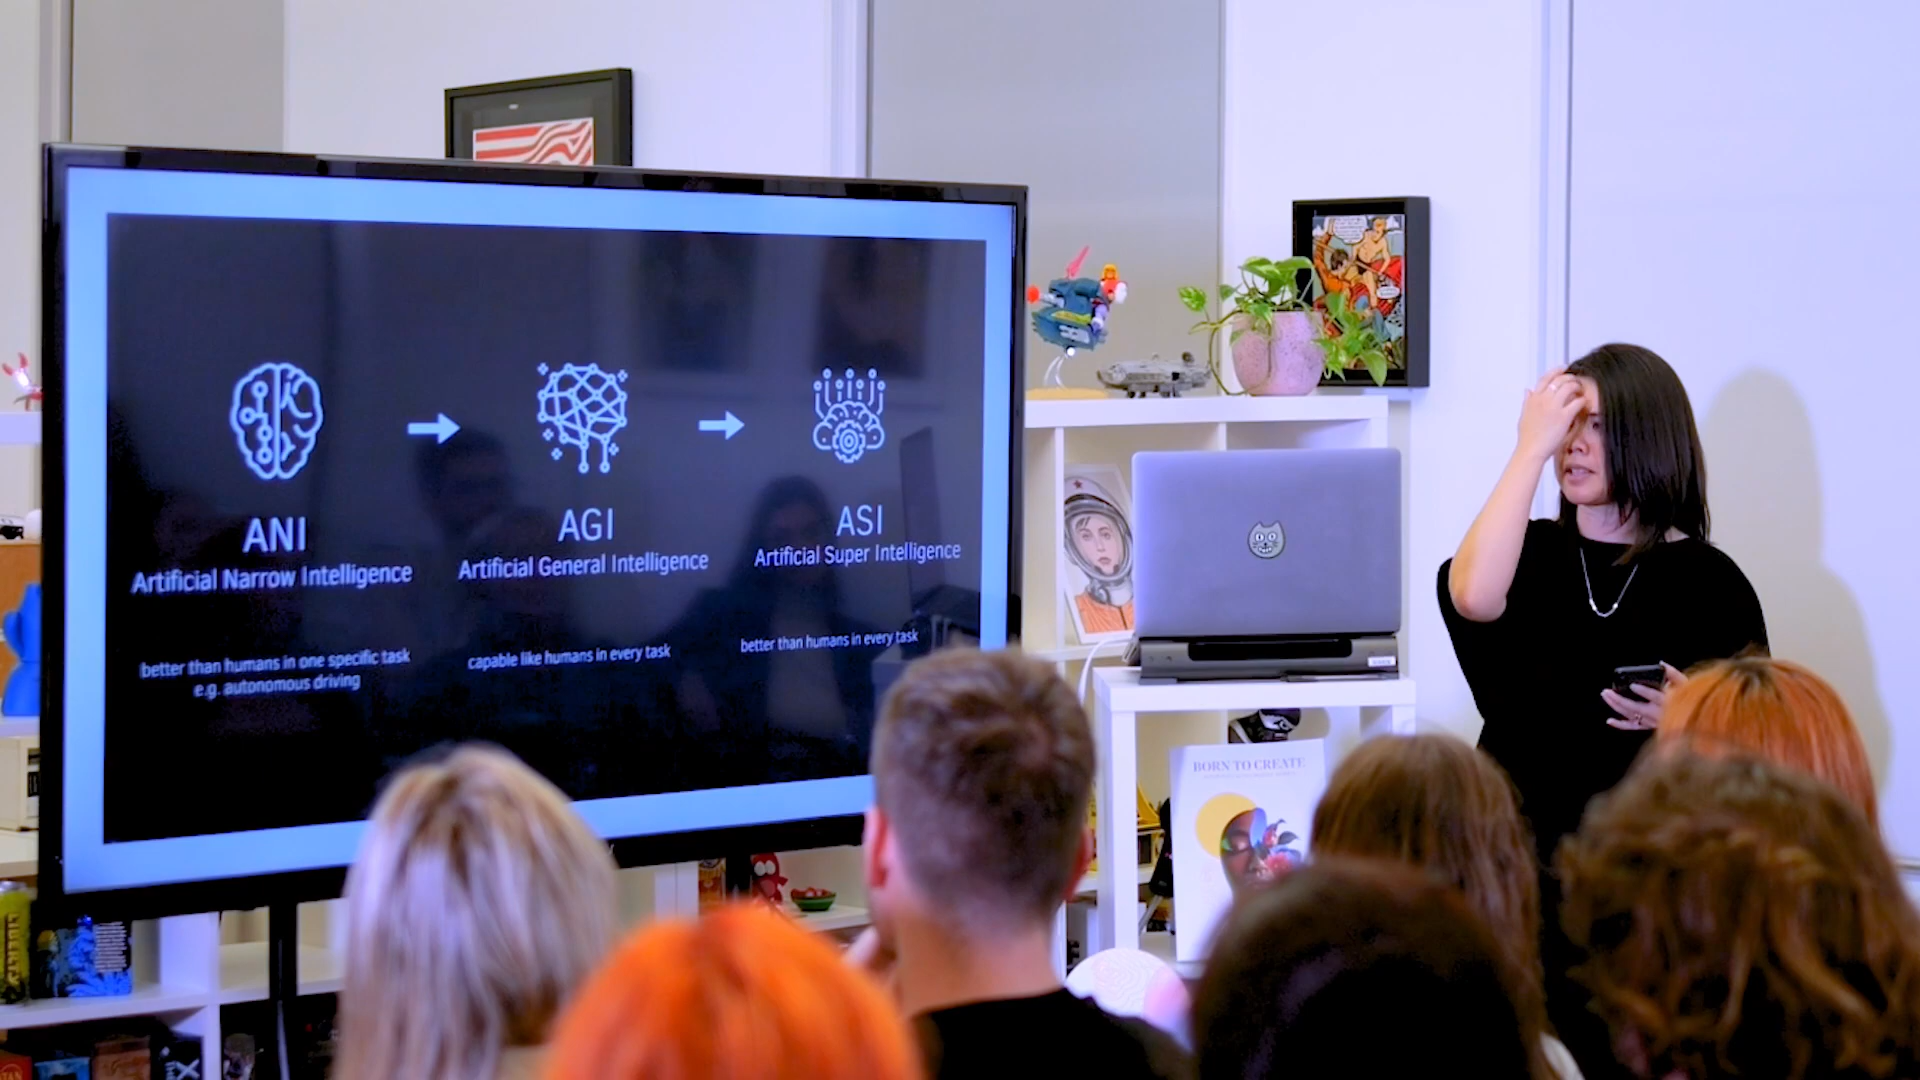 ANI
Artificial Narrow Intelligence
better than humans in one specific task
e.g. autonomous driving
AGI
Artificial General Intelligence
capable like humans in every task
ASI
Artificial Super Intelligence
better than humans in every task
BORN TO CREATE